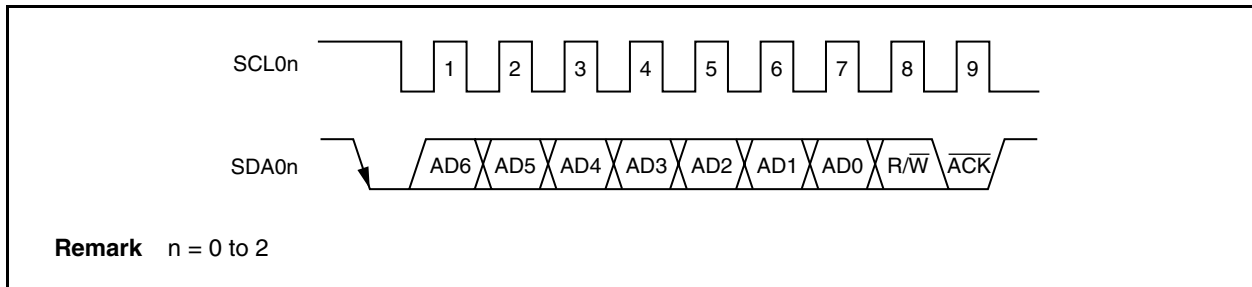 SCL0n 1 2 3 4 5 6 7 8 9
SDA0n AD6 AD5 AD4 AD3 AD2 AD1 AD0 R/W̅ A̅C̅K̅
Remark n = 0 to 2